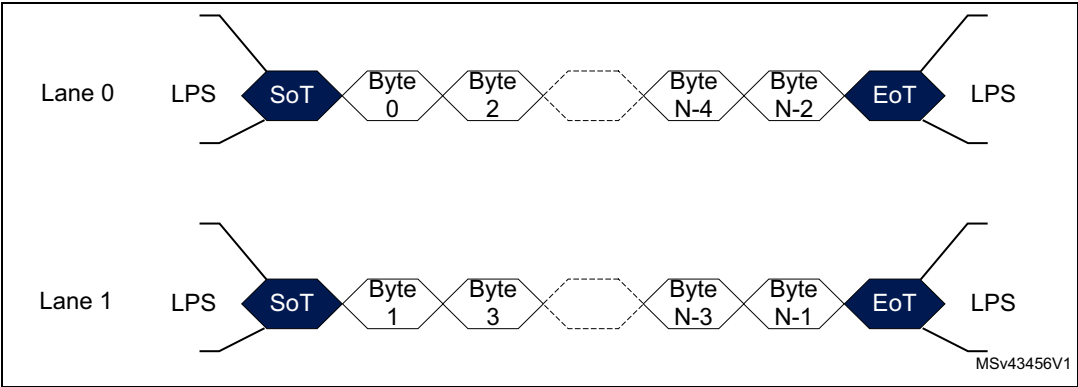 Lane 0 LPS SoT Byte 0 Byte 2 Byte N-4 Byte N-2 EoT LPS
Lane 1 LPS SoT Byte 1 Byte 3 Byte N-3 Byte N-1 EoT LPS
MSv43456V1